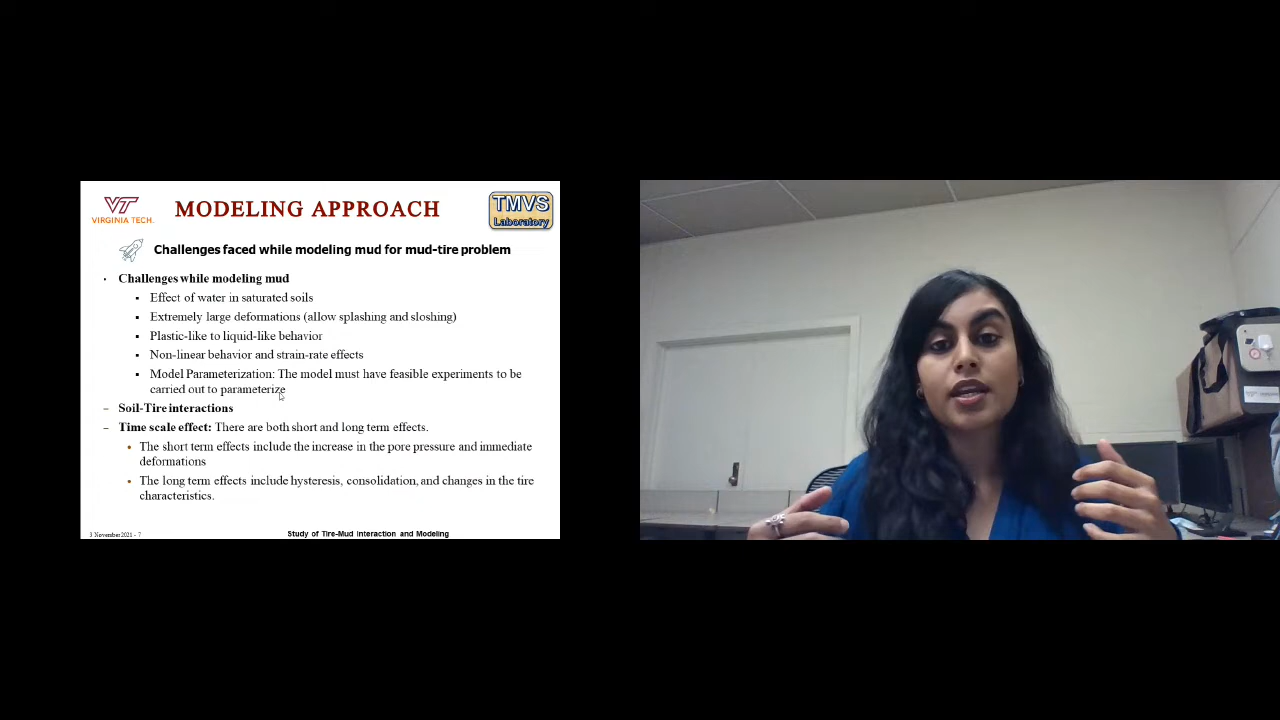 VT
VIRGINIA TECH.
MODELING APPROACH
TMVS
Laboratory
Challenges faced while modeling mud for mud-tire problem
• Challenges while modeling mud
▪ Effect of water in saturated soils
▪ Extremely large deformations (allow splashing and sloshing)
▪ Plastic-like to liquid-like behavior
▪ Non-linear behavior and strain-rate effects
▪ Model Parameterization: The model must have feasible experiments to be
carried out to parameterize
– Soil-Tire interactions
– Time scale effect: There are both short and long term effects.
• The short term effects include the increase in the pore pressure and immediate
deformations
• The long term effects include hysteresis, consolidation, and changes in the tire
characteristics.
3 November 2021 - 7
Study of Tire-Mud Interaction and Modeling